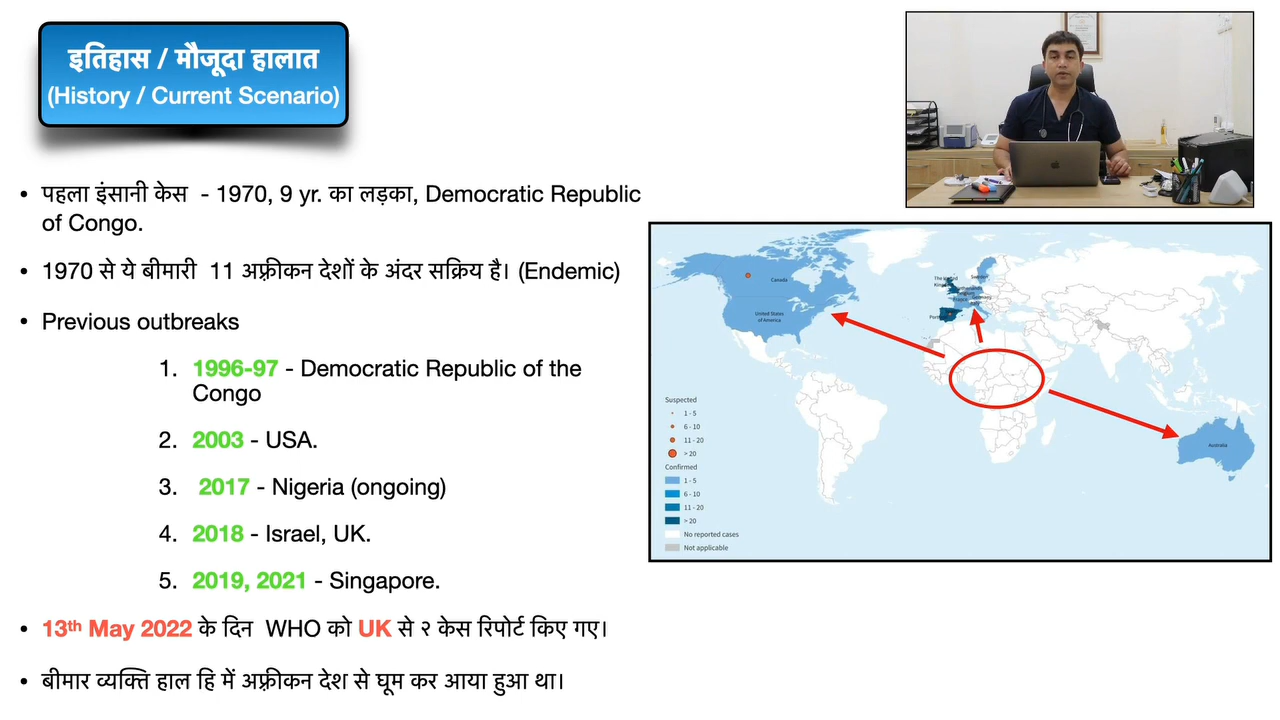 इतिहास / मौजूदा हालात
(History / Current Scenario)
• पहला इंसानी केस - 1970, 9 yr. का लड़का, Democratic Republic
of Congo.
• 1970 से ये बीमारी 11 अफ़्रीकन देशों के अंदर सक्रिय है। (Endemic)
• Previous outbreaks
1. 1996-97 - Democratic Republic of the
Congo
2. 2003 - USA.
3. 2017 - Nigeria (ongoing)
4. 2018 - Israel, UK.
5. 2019, 2021 - Singapore.
• 13th May 2022 के दिन WHO को UK से २ केस रिपोर्ट किए गए।
• बीमार व्यक्ति हाल हि में अफ़्रीकन देश से घूम कर आया हुआ था।
Canada
United States
of America
Sweden
Germany
Australia
Suspected
1 - 5
6 - 10
11 - 20
> 20
Confirmed
1 - 5
6 - 10
11 - 20
> 20
No reported cases
Not applicable